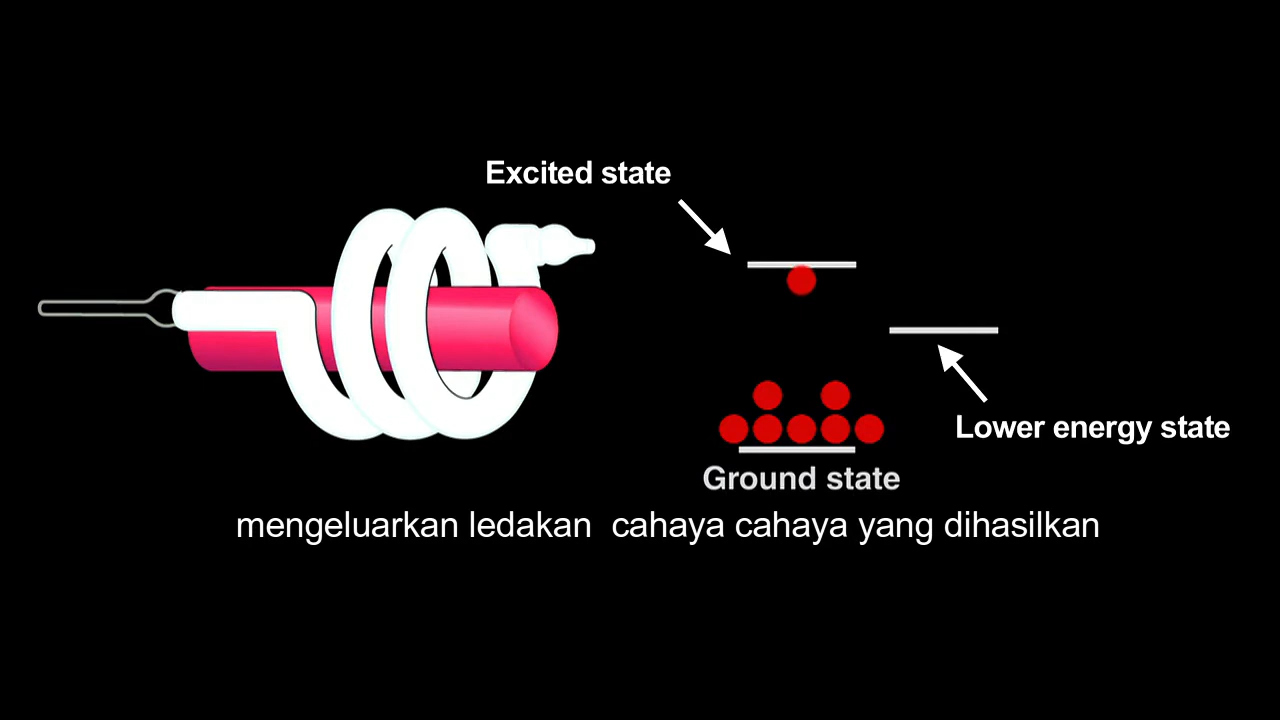 Excited state
Lower energy state
Ground state
mengeluarkan ledakan  cahaya cahaya yang dihasilkan